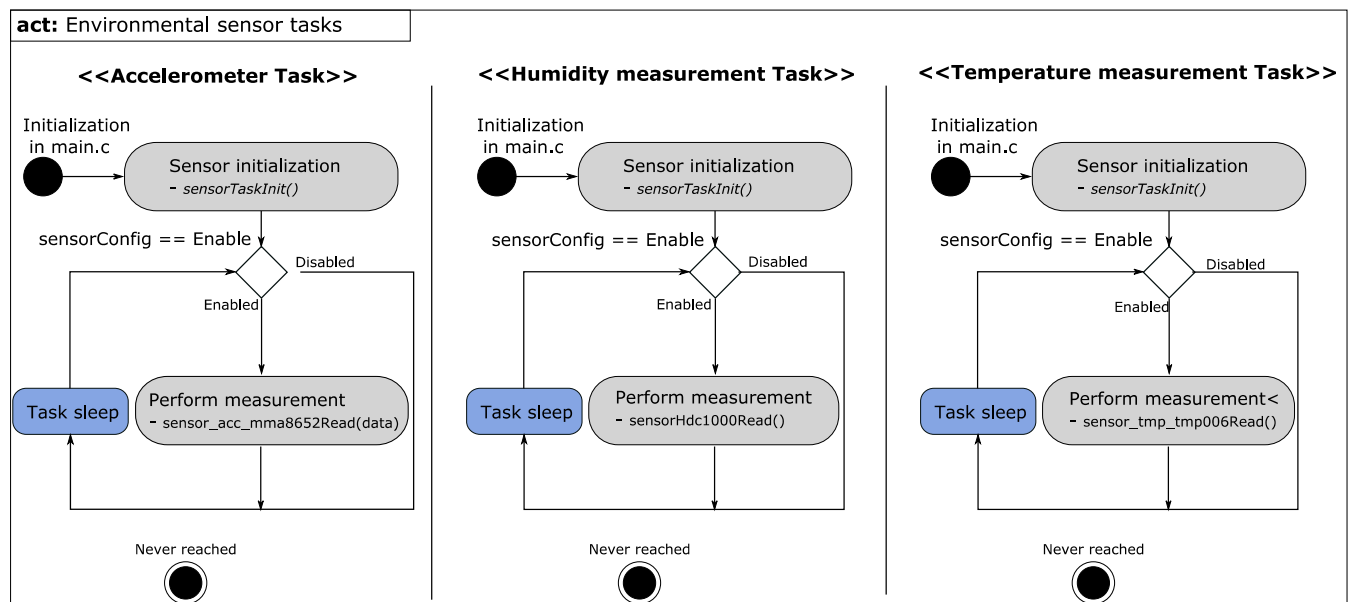 act: Environmental sensor tasks
<<Accelerometer Task>>
Initialization
in main.c
Sensor initialization
- sensorTaskInit()
sensorConfig == Enable
Disabled
Enabled
Task sleep
Perform measurement
- sensor_acc_mma8652Read(data)
Never reached
<<Humidity measurement Task>>
Initialization
in main.c
Sensor initialization
- sensorTaskInit()
sensorConfig == Enable
Disabled
Enabled
Task sleep
Perform measurement
- sensorHdc1000Read()
Never reached
<<Temperature measurement Task>>
Initialization
in main.c
Sensor initialization
- sensorTaskInit()
sensorConfig == Enable
Disabled
Enabled
Task sleep
Perform measurement<
- sensor_tmp_tmp006Read()
Never reached